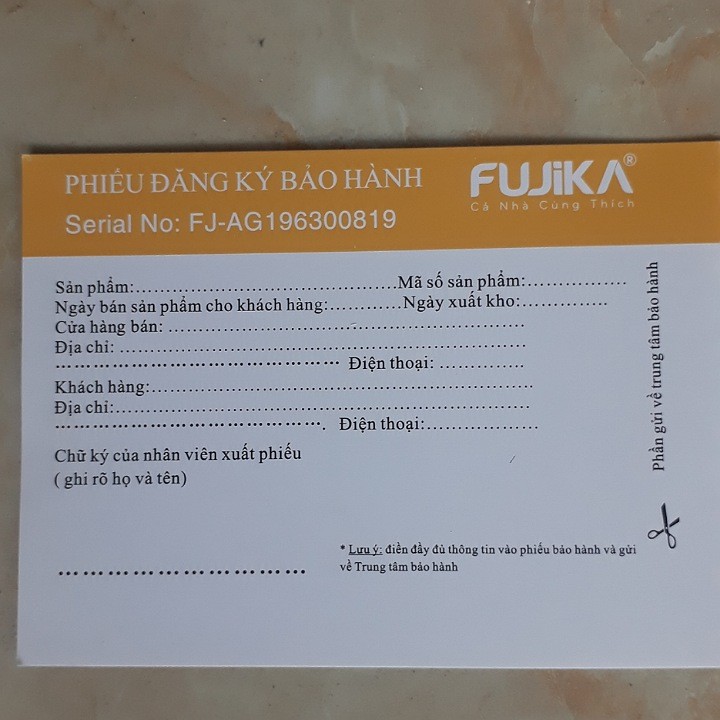 PHIẾU ĐĂNG KÝ BẢO HÀNH
FUJiKA®
Cả Nhà Cùng Thích
Serial No: FJ-AG196300819
Sản phẩm:...........................................Mã số sản phẩm:.................
Ngày bán sản phẩm cho khách hàng:............Ngày xuất kho:..............
Cửa hàng bán: ...........................................................
Địa chỉ: ...................................................................
................................................ Điện thoại: ..............
Khách hàng:...............................................................
Địa chỉ:.....................................................................
............................................. Điện thoại:...................
Chữ ký của nhân viên xuất phiếu
( ghi rõ họ và tên)
..............................
* Lưu ý: điền đầy đủ thông tin vào phiếu bảo hành và gửi
về Trung tâm bảo hành
Phần gửi về trung tâm bảo hành